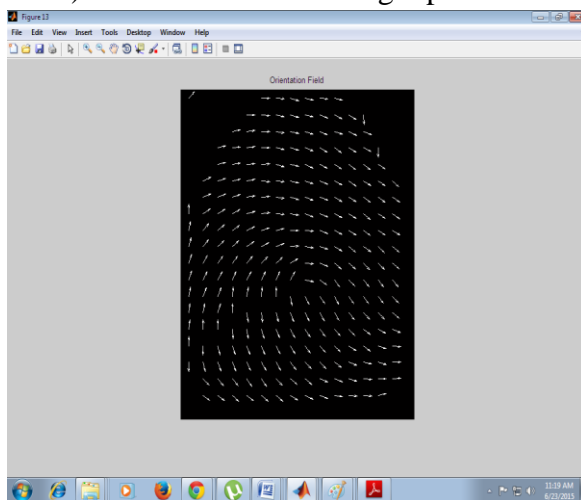 Figure 13
File Edit View Insert Tools Desktop Window Help
Orientation Field
11:19 AM
6/23/2015